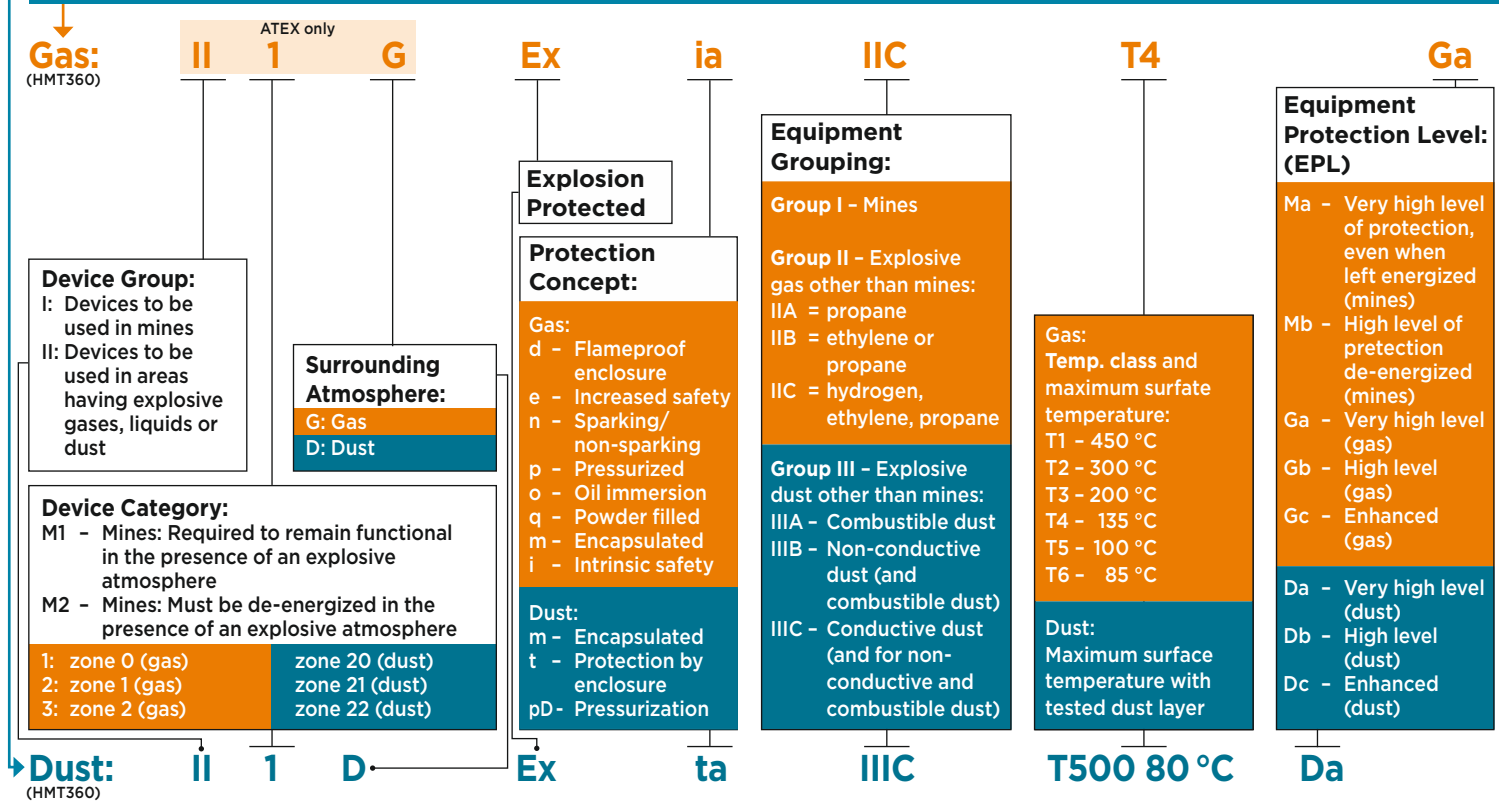 ATEX only
Gas: II 1 G Ex ia IIC T4 Ga
(HMT360)
Device Group:
I: Devices to be
used in mines
II: Devices to be
used in areas
having explosive
gases, liquids or
dust
Surrounding
Atmosphere:
G: Gas
D: Dust
Device Category:
M1 – Mines: Required to remain functional
in the presence of an explosive
atmosphere
M2 – Mines: Must be de-energized in the
presence of an explosive atmosphere
1: zone 0 (gas)
2: zone 1 (gas)
3: zone 2 (gas)
zone 20 (dust)
zone 21 (dust)
zone 22 (dust)
Explosion
Protected
Protection
Concept:
Gas:
d – Flameproof
enclosure
e – Increased safety
n – Sparking/
non-sparking
p – Pressurized
o – Oil immersion
q – Powder filled
m – Encapsulated
i – Intrinsic safety
Dust:
m – Encapsulated
t – Protection by
enclosure
pD - Pressurization
Equipment
Grouping:
Group I – Mines
Group II – Explosive
gas other than mines:
IIA = propane
IIB = ethylene or
propane
IIC = hydrogen,
ethylene, propane
Group III – Explosive
dust other than mines:
IIIA – Combustible dust
IIIB – Non-conductive
dust (and
combustible dust)
IIIC – Conductive dust
(and for non-
conductive and
combustible dust)
Gas:
Temp. class and
maximum surfate
temperature:
T1 – 450 °C
T2 – 300 °C
T3 – 200 °C
T4 – 135 °C
T5 – 100 °C
T6 – 85 °C
Dust:
Maximum surface
temperature with
tested dust layer
Equipment
Protection Level:
(EPL)
Ma – Very high level
of protection,
even when
left energized
(mines)
Mb – High level of
pretection
de-energized
(mines)
Ga – Very high level
(gas)
Gb – High level
(gas)
Gc – Enhanced
(gas)
Da – Very high level
(dust)
Db – High level
(dust)
Dc – Enhanced
(dust)
Dust: II 1 D Ex ta IIIC T500 80 °C Da
(HMT360)